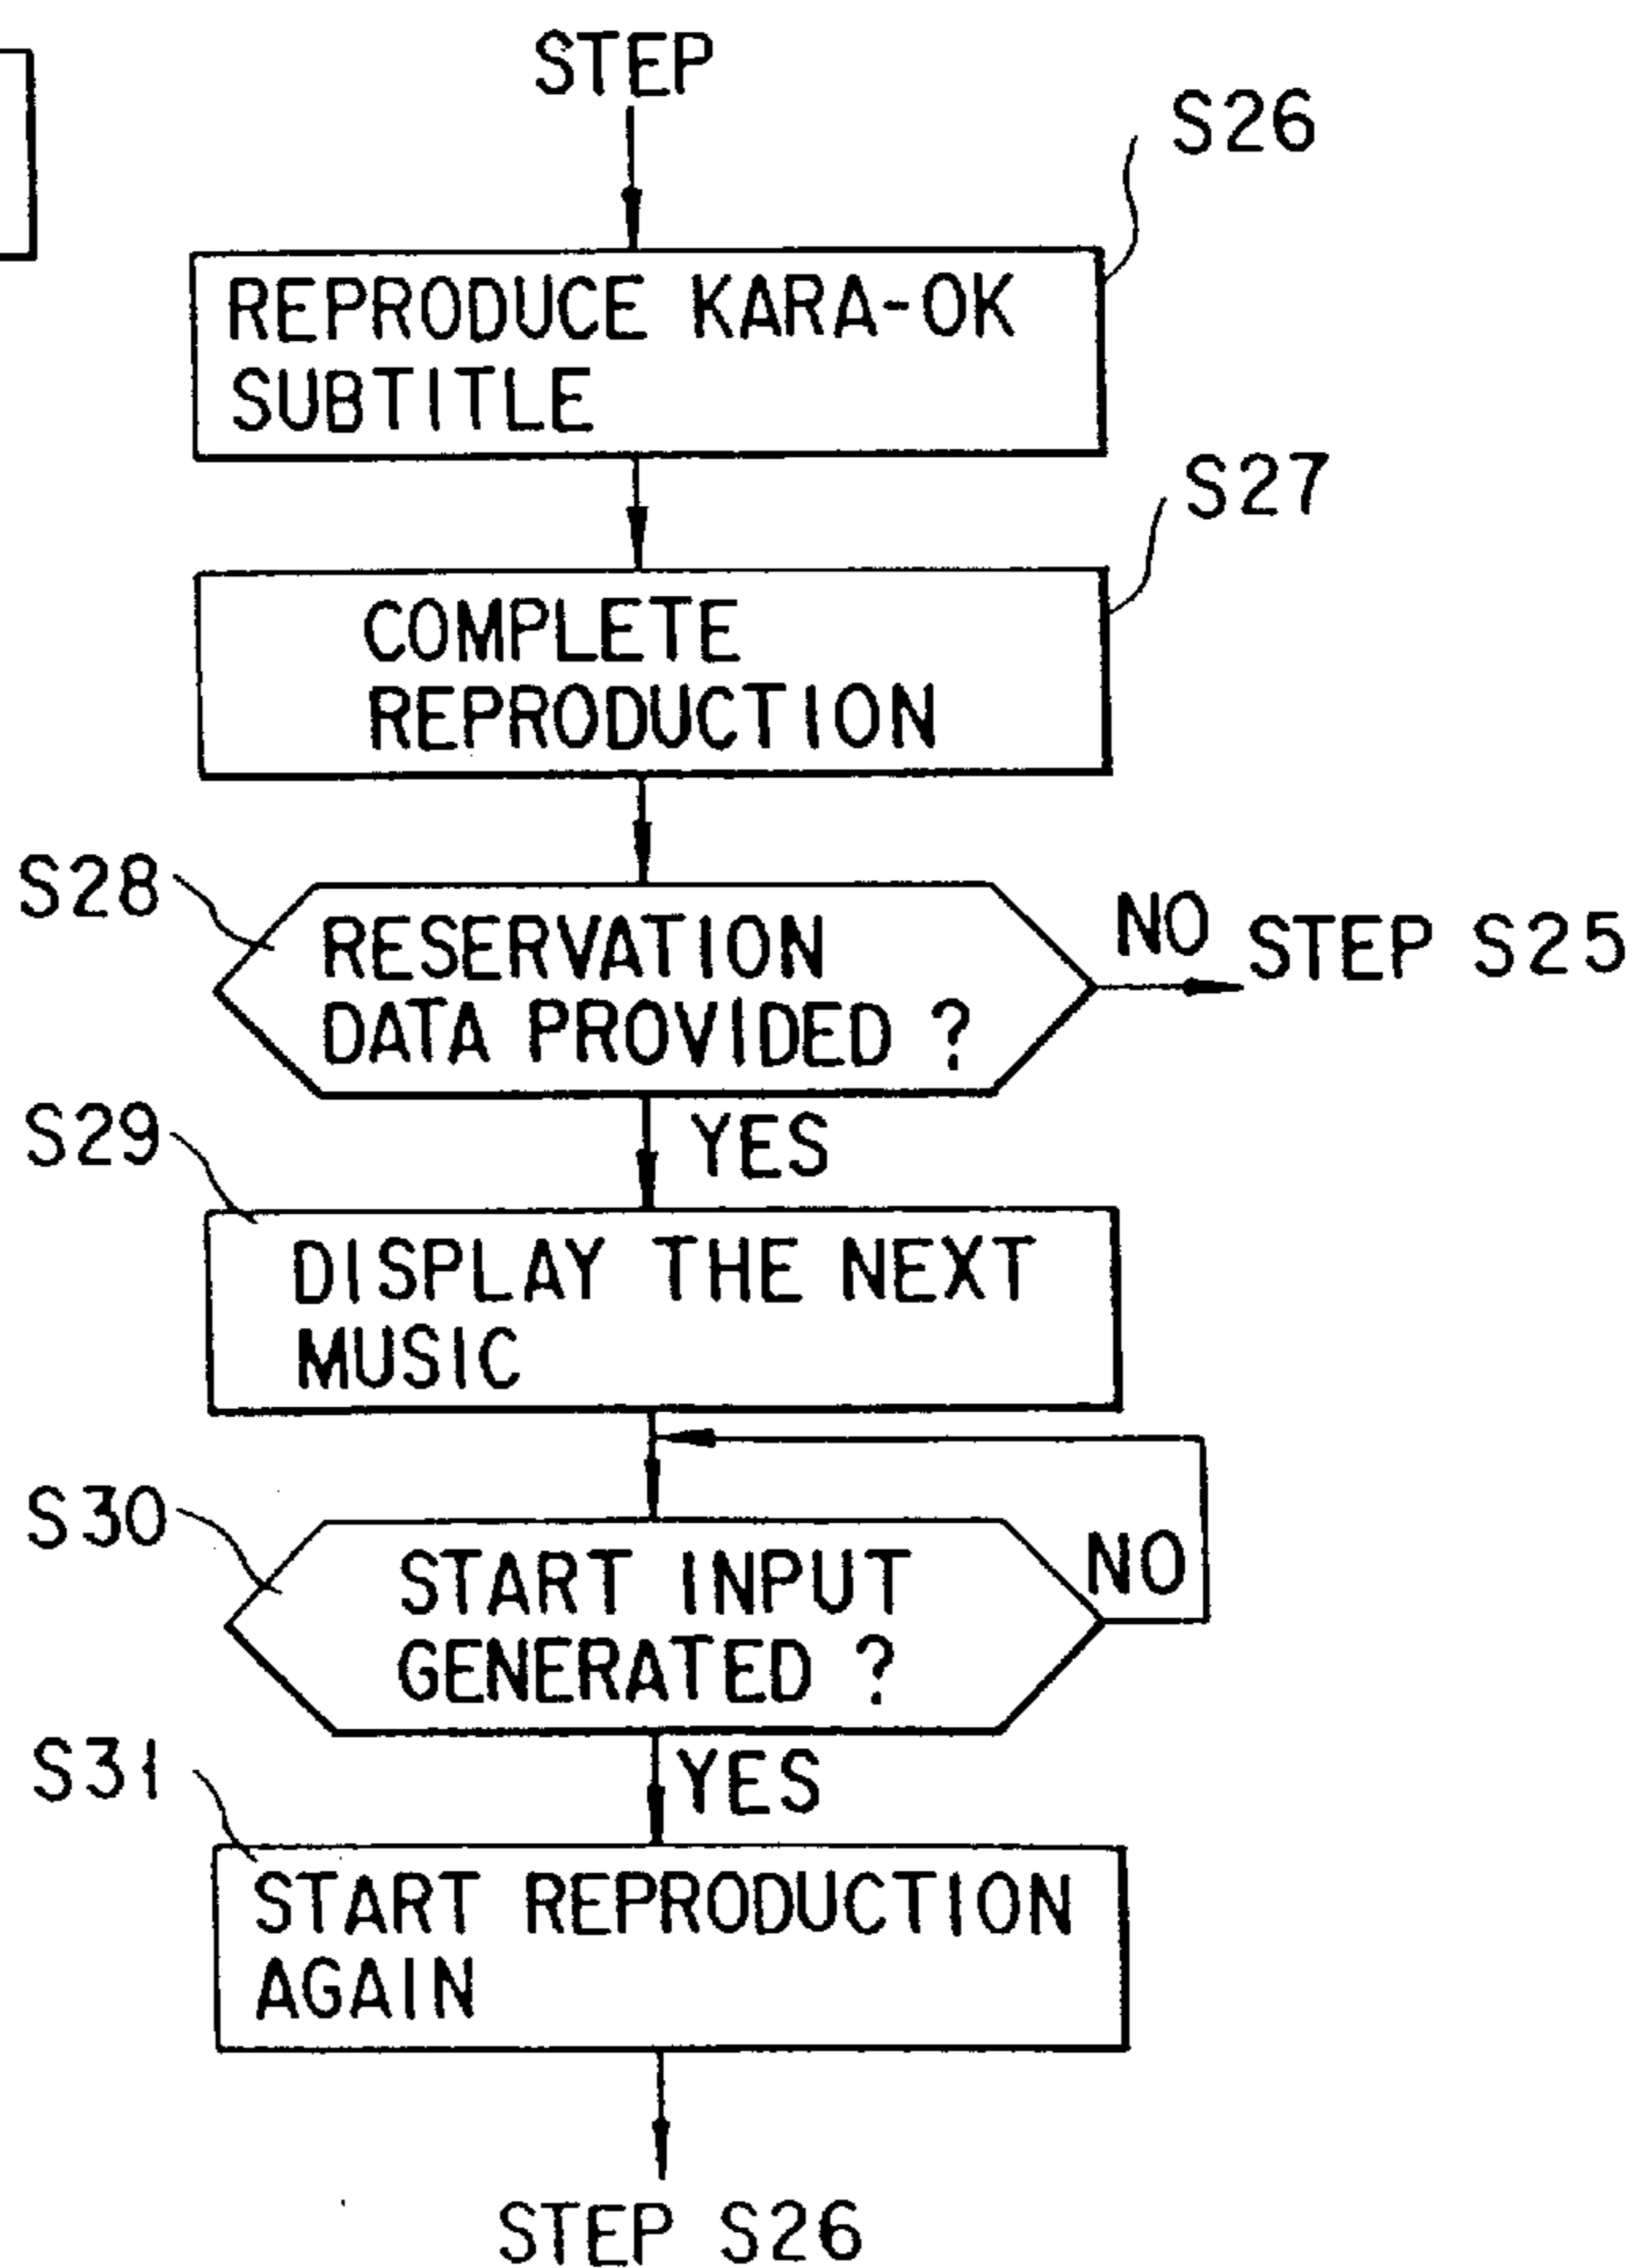 STEP
S26
REPRODUCE KARA-OK
SUBTITLE
S27
COMPLETE
REPRODUCTION
S28
RESERVATION
DATA PROVIDED ?
NO
STEP S25
YES
S29
DISPLAY THE NEXT
MUSIC
S30
START INPUT
GENERATED ?
NO
YES
S31
START REPRODUCTION
AGAIN
STEP S26